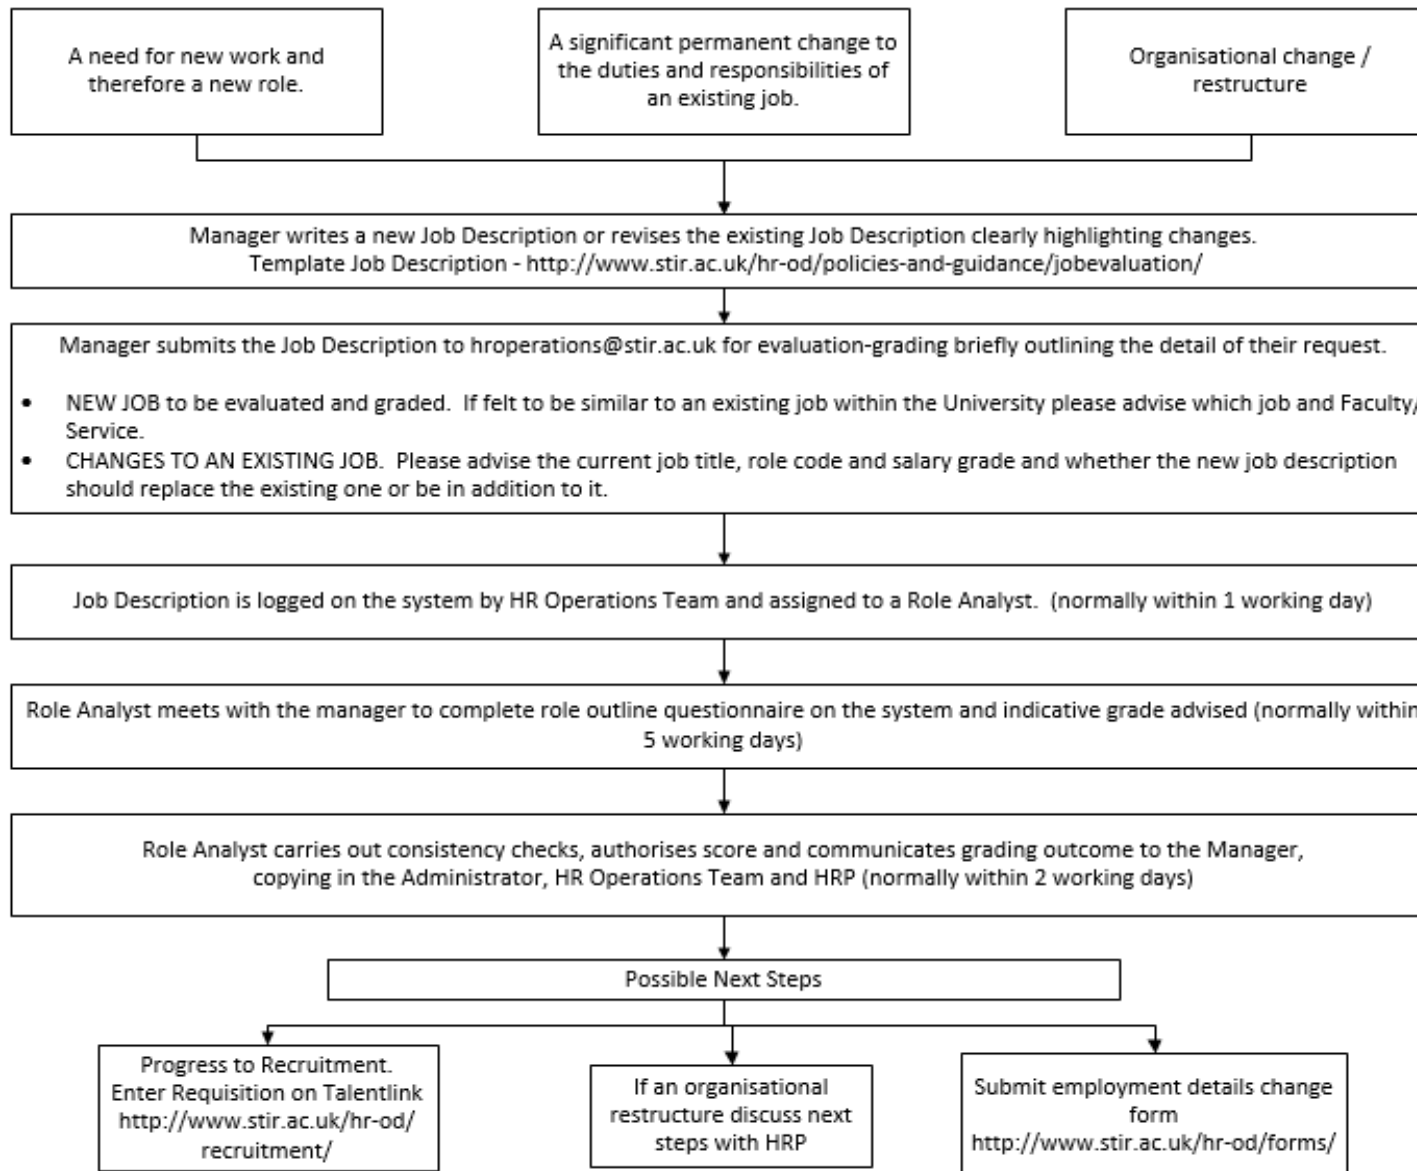 A need for new work and
therefore a new role.
A significant permanent change to
the duties and responsibilities of
an existing job.
Organisational change /
restructure
Manager writes a new Job Description or revises the existing Job Description clearly highlighting changes.
Template Job Description - http://www.stir.ac.uk/hr-od/policies-and-guidance/jobevaluation/
Manager submits the Job Description to hroperations@stir.ac.uk for evaluation-grading briefly outlining the detail of their request.
• NEW JOB to be evaluated and graded.  If felt to be similar to an existing job within the University please advise which job and Faculty/
Service.
• CHANGES TO AN EXISTING JOB.  Please advise the current job title, role code and salary grade and whether the new job description
should replace the existing one or be in addition to it.
Job Description is logged on the system by HR Operations Team and assigned to a Role Analyst.  (normally within 1 working day)
Role Analyst meets with the manager to complete role outline questionnaire on the system and indicative grade advised (normally within
5 working days)
Role Analyst carries out consistency checks, authorises score and communicates grading outcome to the Manager,
copying in the Administrator, HR Operations Team and HRP (normally within 2 working days)
Possible Next Steps
Progress to Recruitment.
Enter Requisition on Talentlink
http://www.stir.ac.uk/hr-od/
recruitment/
If an organisational
restructure discuss next
steps with HRP
Submit employment details change
form
http://www.stir.ac.uk/hr-od/forms/